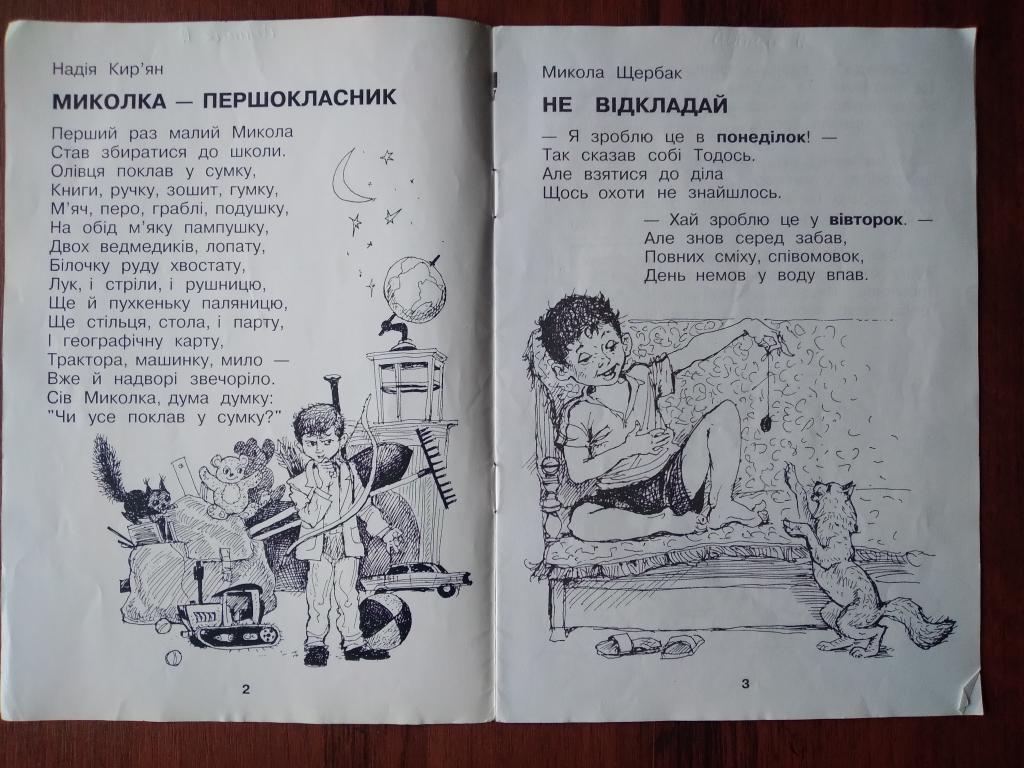 Надія Кир'ян
МИКОЛКА — ПЕРШОКЛАСНИК
Перший раз малий Микола
Став збиратися до школи.
Олівця поклав у сумку,
Книги, ручку, зошит, гумку,
М'яч, перо, граблі, подушку,
На обід м'яку пампушку,
Двох ведмедиків, лопату,
Білочку руду хвостату,
Лук, і стріли, і рушницю,
Ще й пухкеньку паляницю,
Ще стільця, стола, і парту,
І географічну карту,
Трактора, машинку, мило —
Вже й надворі звечоріло.
Сів Миколка, дума думку:
"Чи усе поклав у сумку?"
2
Микола Щербак
НЕ ВІДКЛАДАЙ
— Я зроблю це в понеділок! —
Так сказав собі Тодось.
Але взятися до діла
Щось охоти не знайшлось.
— Хай зроблю це у вівторок. —
Але знов серед забав,
Повних сміху, співомовок,
День немов у воду впав.
3